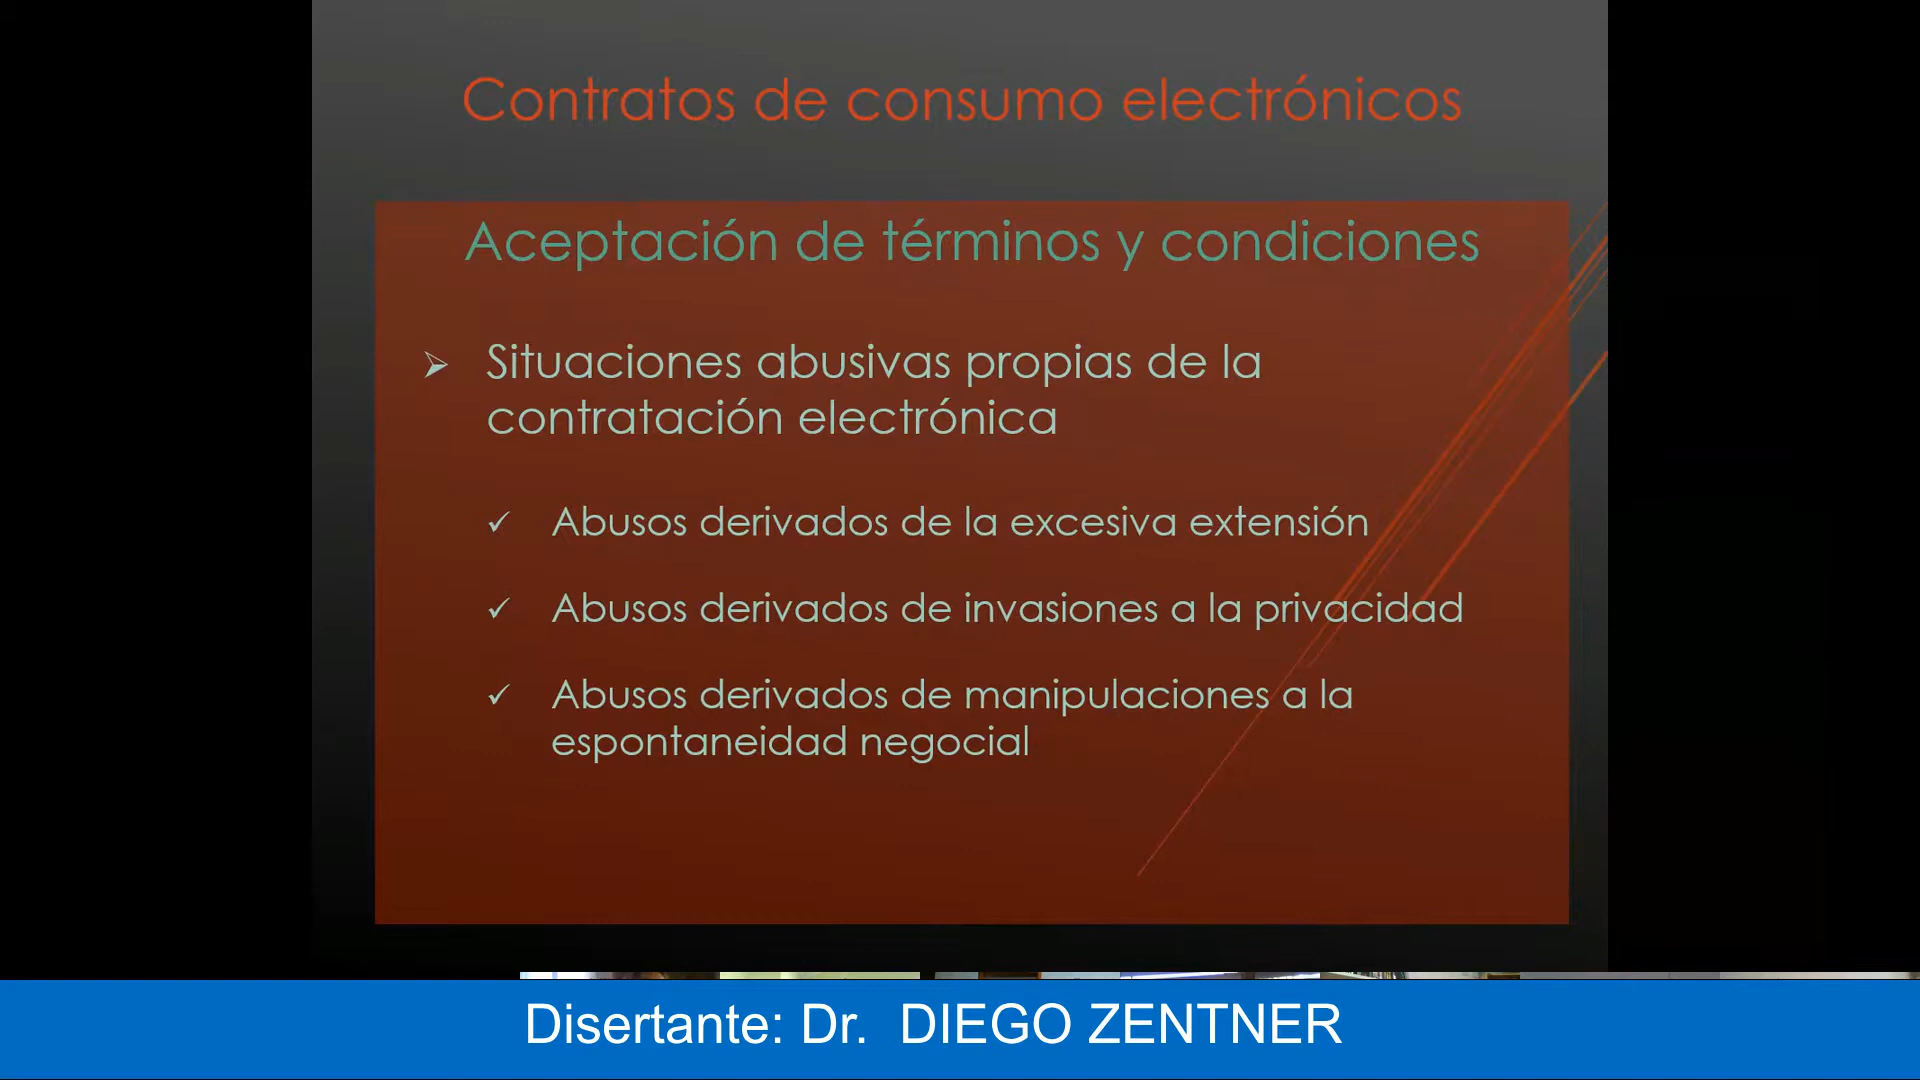 Contratos de consumo electrónicos
Aceptación de términos y condiciones
➢ Situaciones abusivas propias de la
contratación electrónica
✓ Abusos derivados de la excesiva extensión
✓ Abusos derivados de invasiones a la privacidad
✓ Abusos derivados de manipulaciones a la
espontaneidad negocial
Disertante: Dr. DIEGO ZENTNER